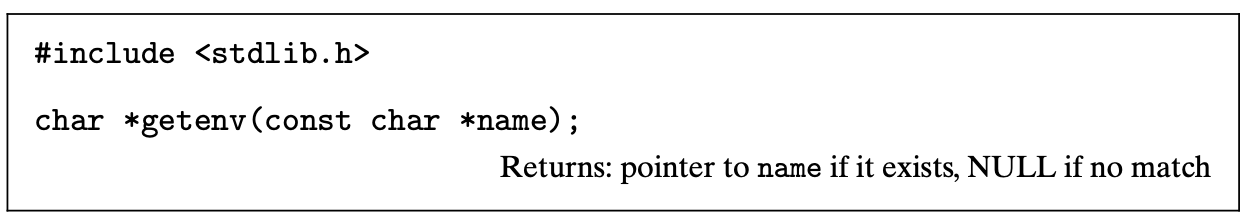 #include <stdlib.h>
char *getenv(const char *name);
Returns: pointer to name if it exists, NULL if no match